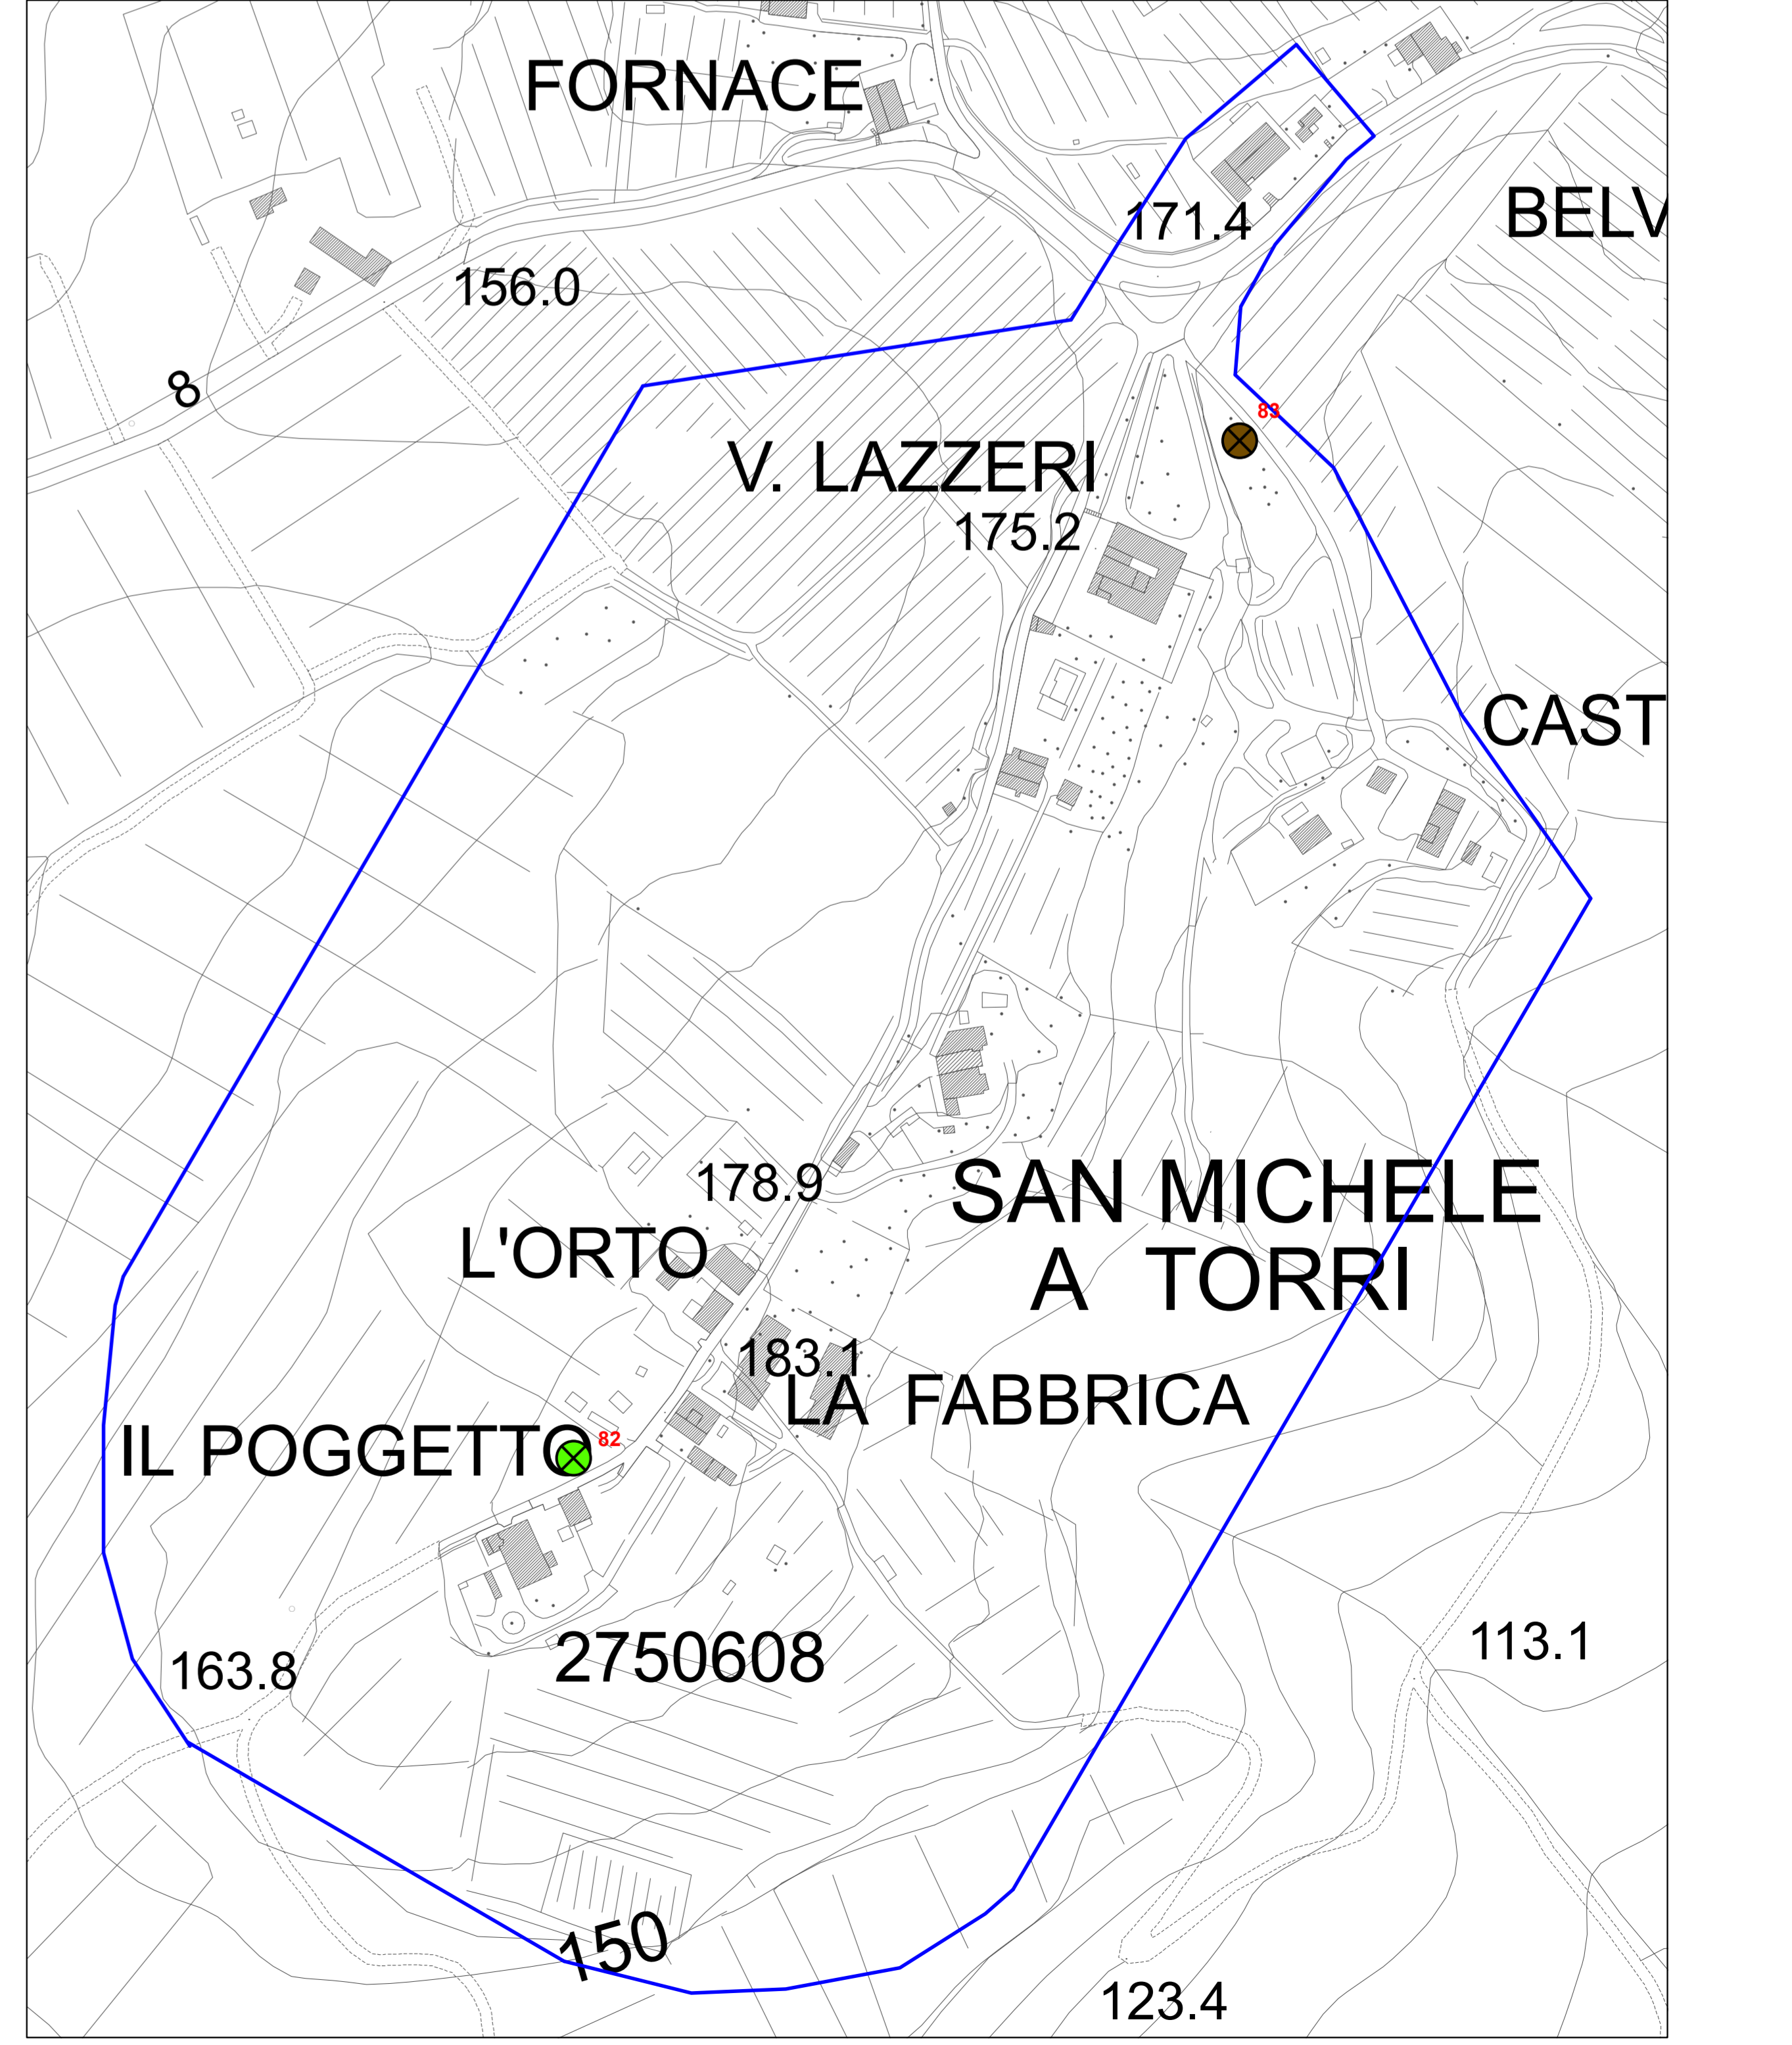 FORNACE
BELV
171.4
156.0
8
83
V. LAZZERI
175.2
CAST
178.9
SAN MICHELE
A TORRI
L'ORTO
183.1
LA FABBRICA
IL POGGETTO
82
2750608
163.8
113.1
150
123.4